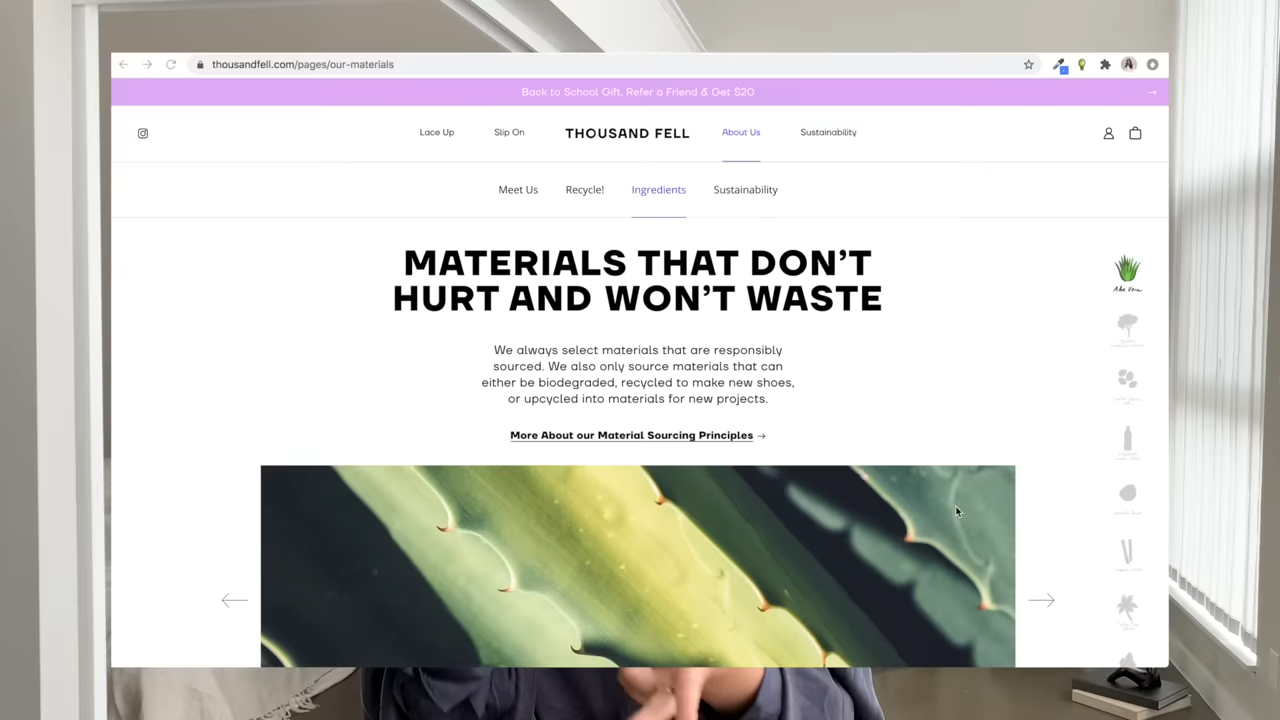 thousandfell.com/pages/our-materials
Back to School Gift. Refer a Friend & Get $20 →
Lace Up Slip On THOUSAND FELL About Us Sustainability
Meet Us Recycle! Ingredients Sustainability
MATERIALS THAT DON'T
HURT AND WON'T WASTE
We always select materials that are responsibly
sourced. We also only source materials that can
either be biodegraded, recycled to make new shoes,
or upcycled into materials for new projects.
More About our Material Sourcing Principles →
Aloe Vera